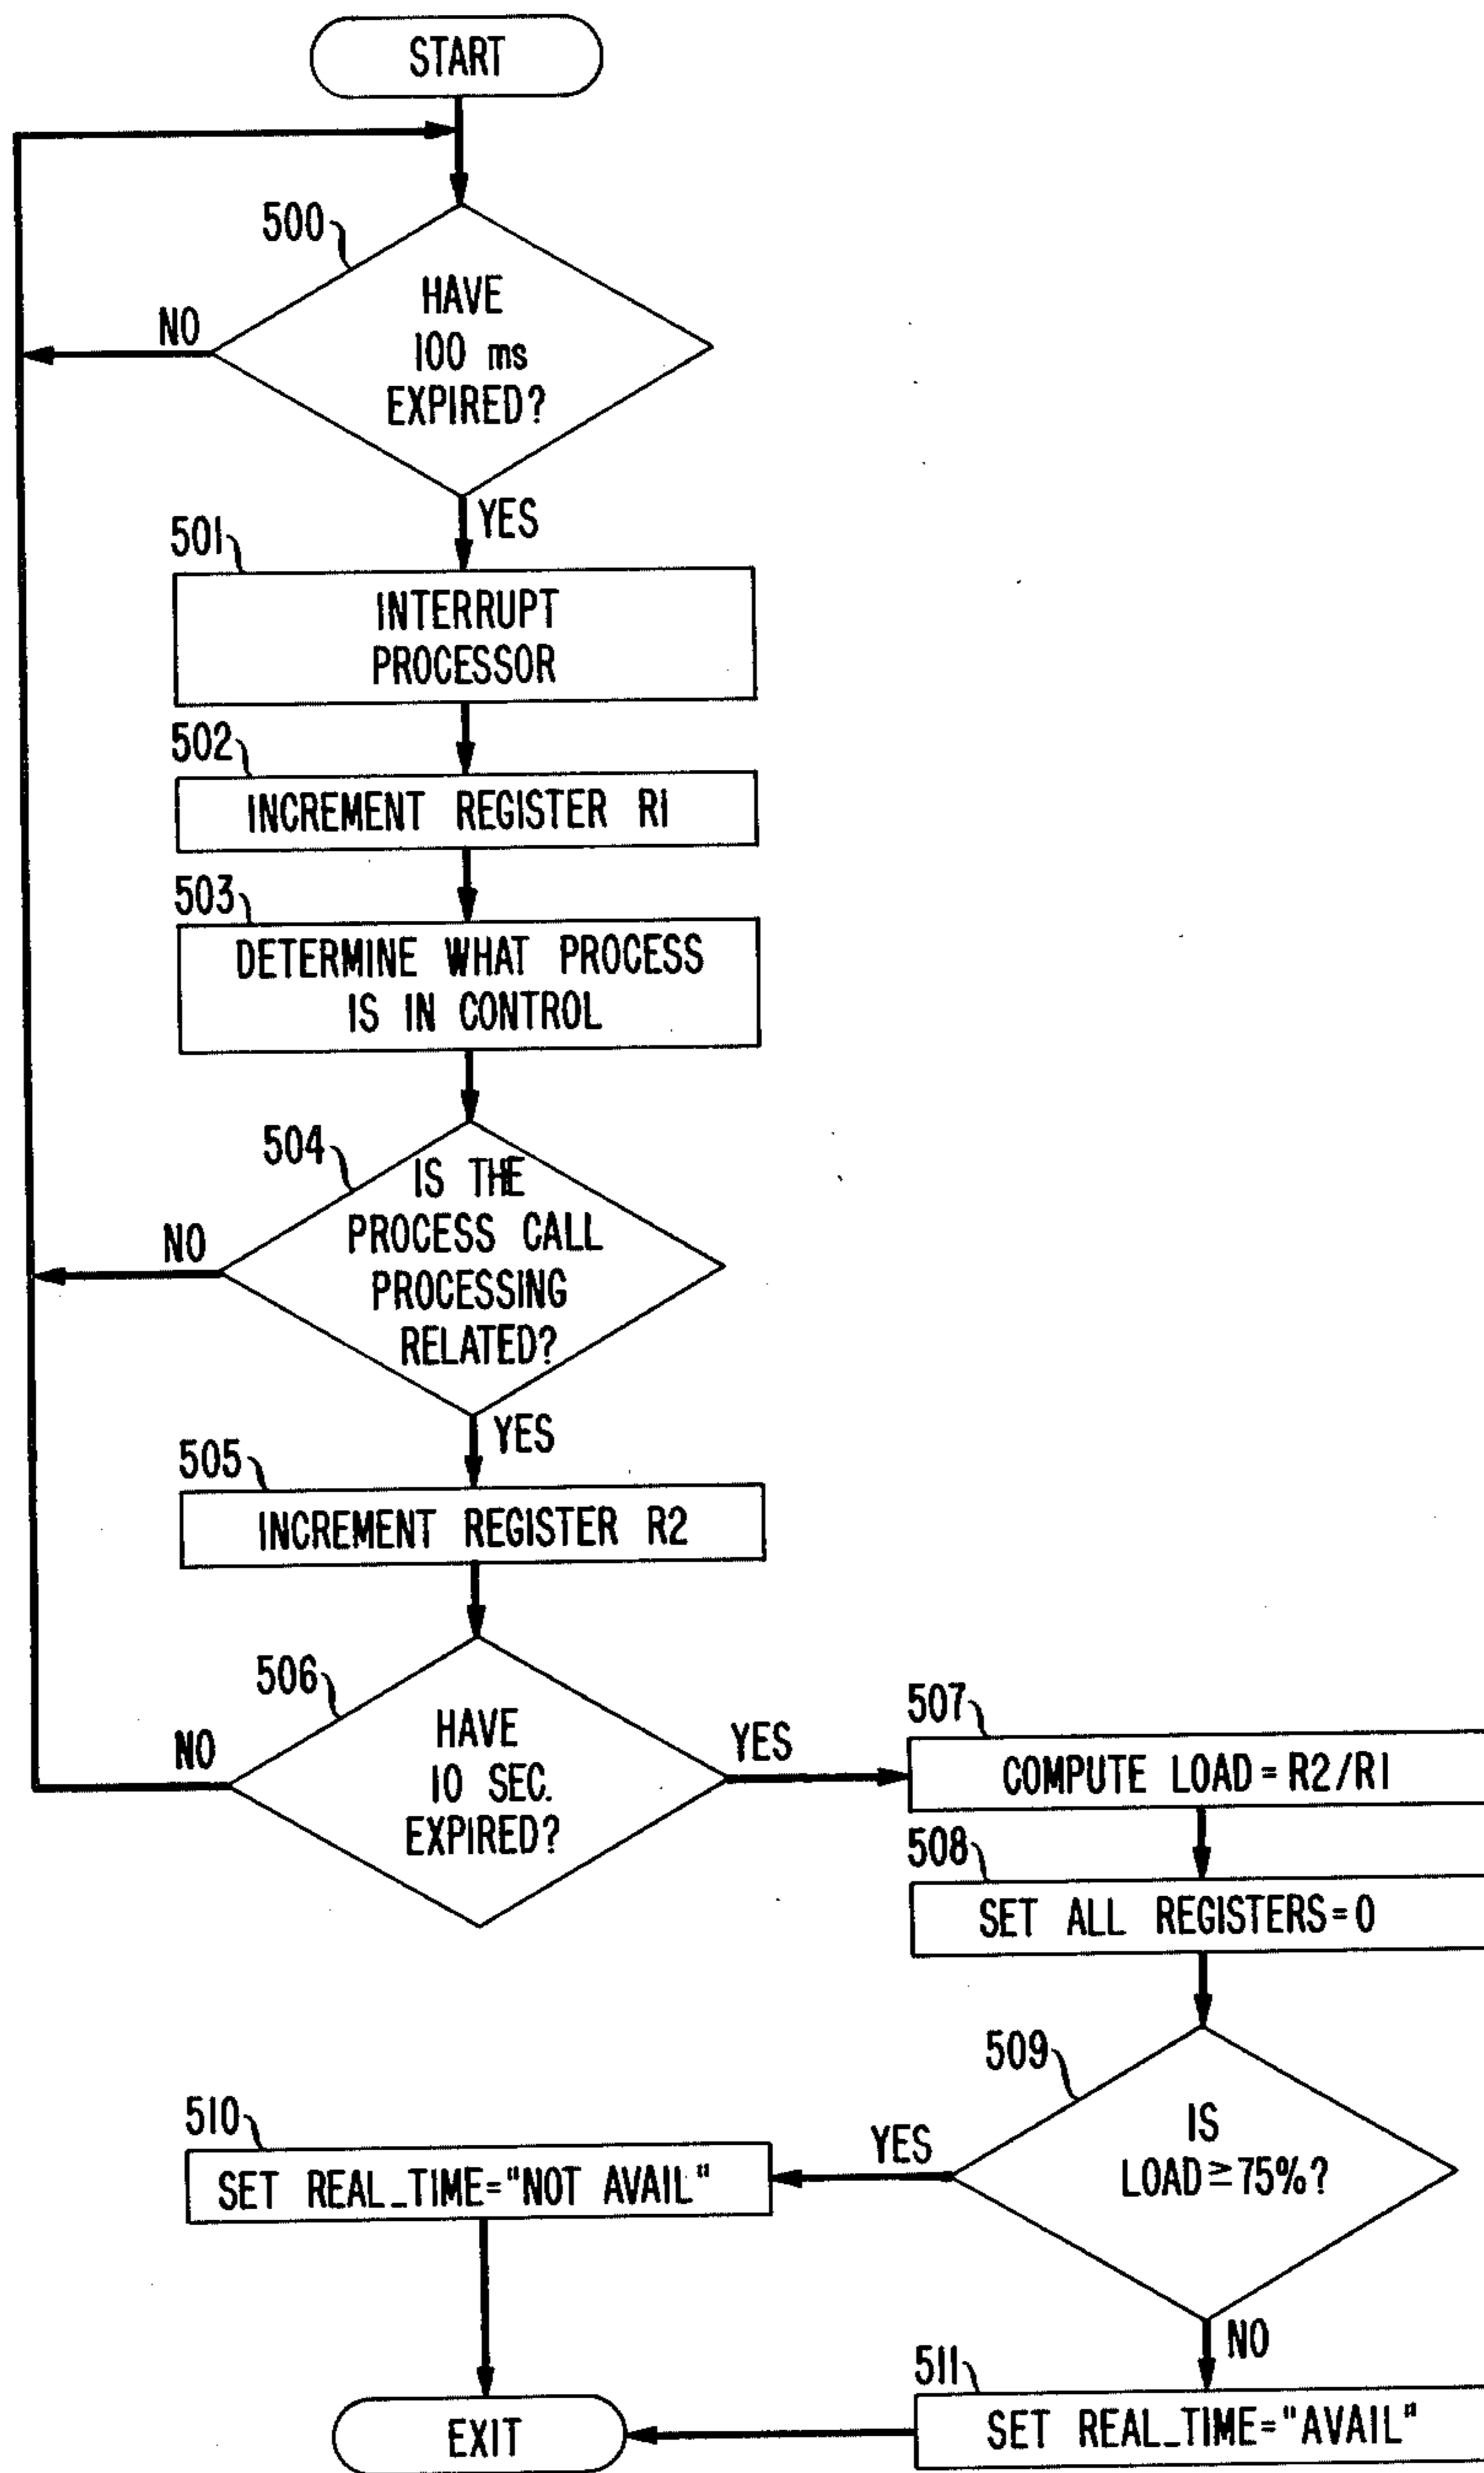 START
500
HAVE
100 ms
EXPIRED?
NO
YES
501
INTERRUPT
PROCESSOR
502
INCREMENT REGISTER R1
503
DETERMINE WHAT PROCESS
IS IN CONTROL
504
IS THE
PROCESS CALL
PROCESSING
RELATED?
NO
YES
505
INCREMENT REGISTER R2
506
HAVE
10 SEC.
EXPIRED?
NO
YES
507
COMPUTE LOAD = R2/R1
508
SET ALL REGISTERS = 0
509
IS
LOAD ≥ 75%?
YES
510
SET REAL_TIME="NOT AVAIL"
NO
511
SET REAL_TIME="AVAIL"
EXIT